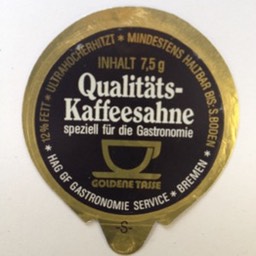 * 12% FETT * ULTRAHOCHERHITZT * MINDESTENS HALTBAR BIS: S. BODEN *
INHALT 7,5 g
Qualitäts-
Kaffeesahne
speziell für die Gastronomie
GOLDENE TASSE
HAG GF GASTRONOMIE SERVICE * BREMEN *
-S-